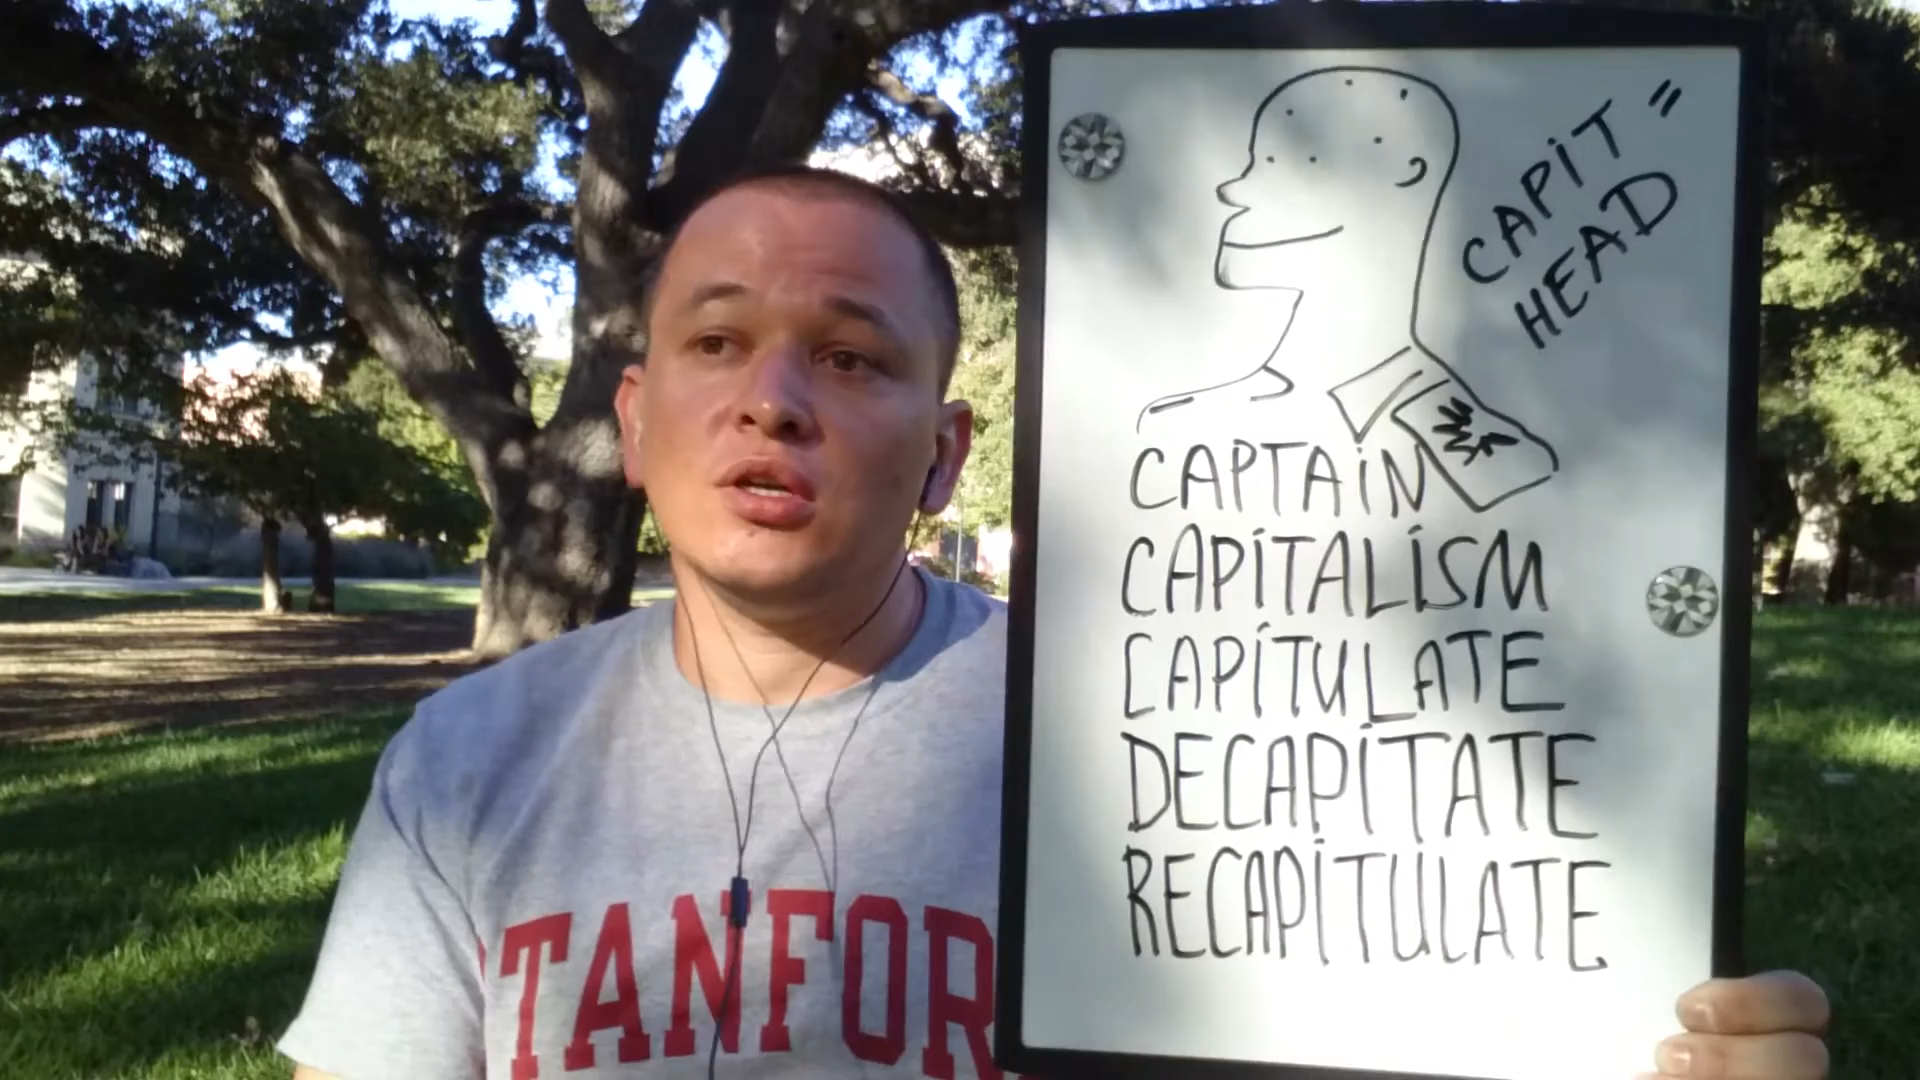 CAPIT =
HEAD
CAPTAIN
CAPITALISM
CAPITULATE
DECAPITATE
RECAPITULATE
TANFOR